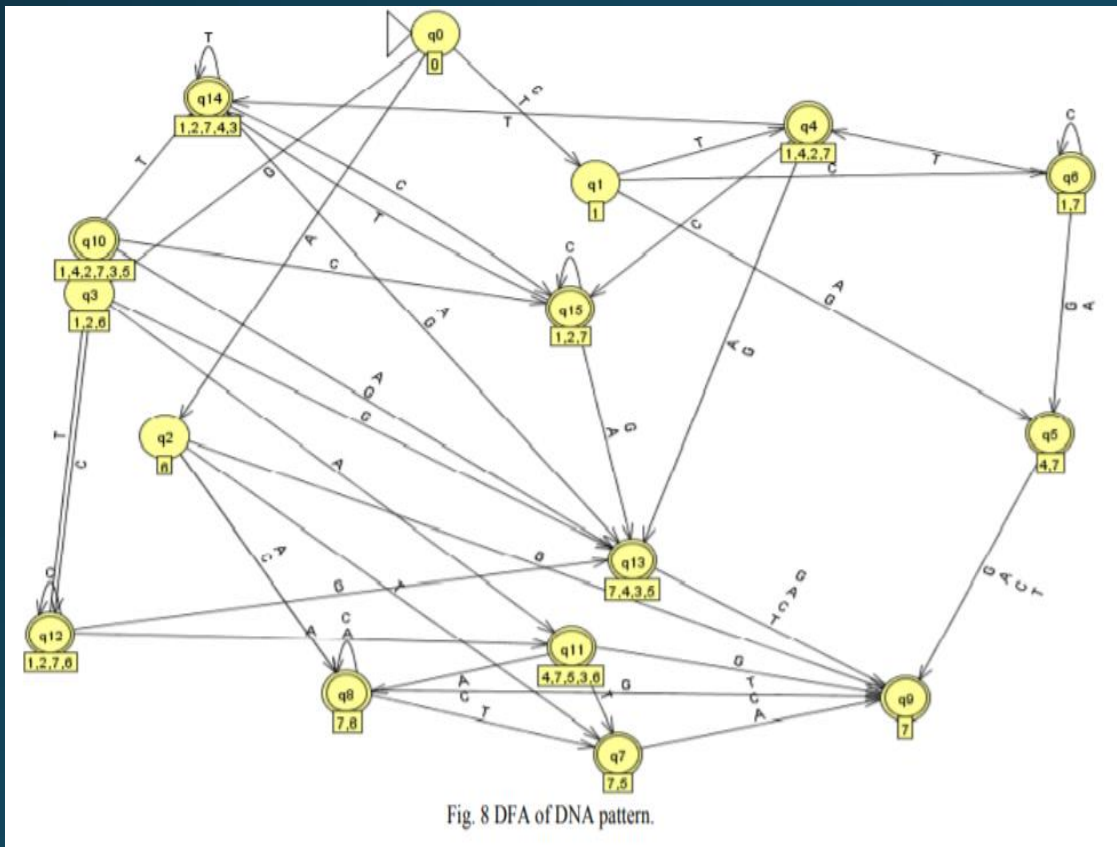 q0
0
T
q14
1,2,7,4,3
C
T
T
q4
1,4,2,7
C
q6
1,7
T
T
C
q1
1
T
G
C
T
A
C
q10
1,4,2,7,3,5
q3
1,2,6
C
C
q15
1,2,7
A
G
A
G
A
G
G
A
A
G
G
A
T
C
q2
6
G
A
q5
4,7
A
C
T
G
q13
7,4,3,5
G
A
C
T
G
A
C
T
C
q12
1,2,7,6
G
A
C
A
q11
4,7,5,3,6
q8
7,8
A
C
T
G
T
G
T
C
A
q9
7
q7
7,5
Fig. 8 DFA of DNA pattern.